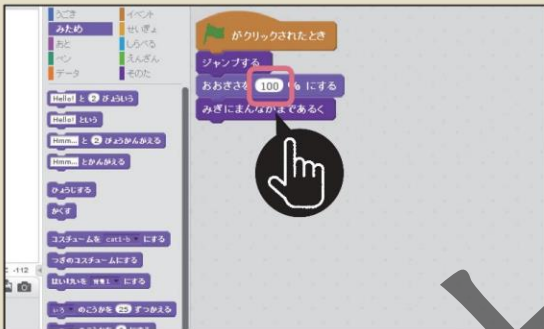 うごき
イベント
みため
せいぎょ
おと
しらべる
ペン
えんざん
データ
そのた
Hello! と 2 びょういう
Hello! という
Hmm... と 2 びょうかんがえる
Hmm... とかんがえる
ひょうじする
かくす
コスチュームを cat1-b にする
つぎのコスチュームにする
はいけいを 背景1 にする
いろ のこうかを 25 ずつかえる
がクリックされたとき
ジャンプする
おおきさを 100 % にする
みぎにまんなかまであるく
-112